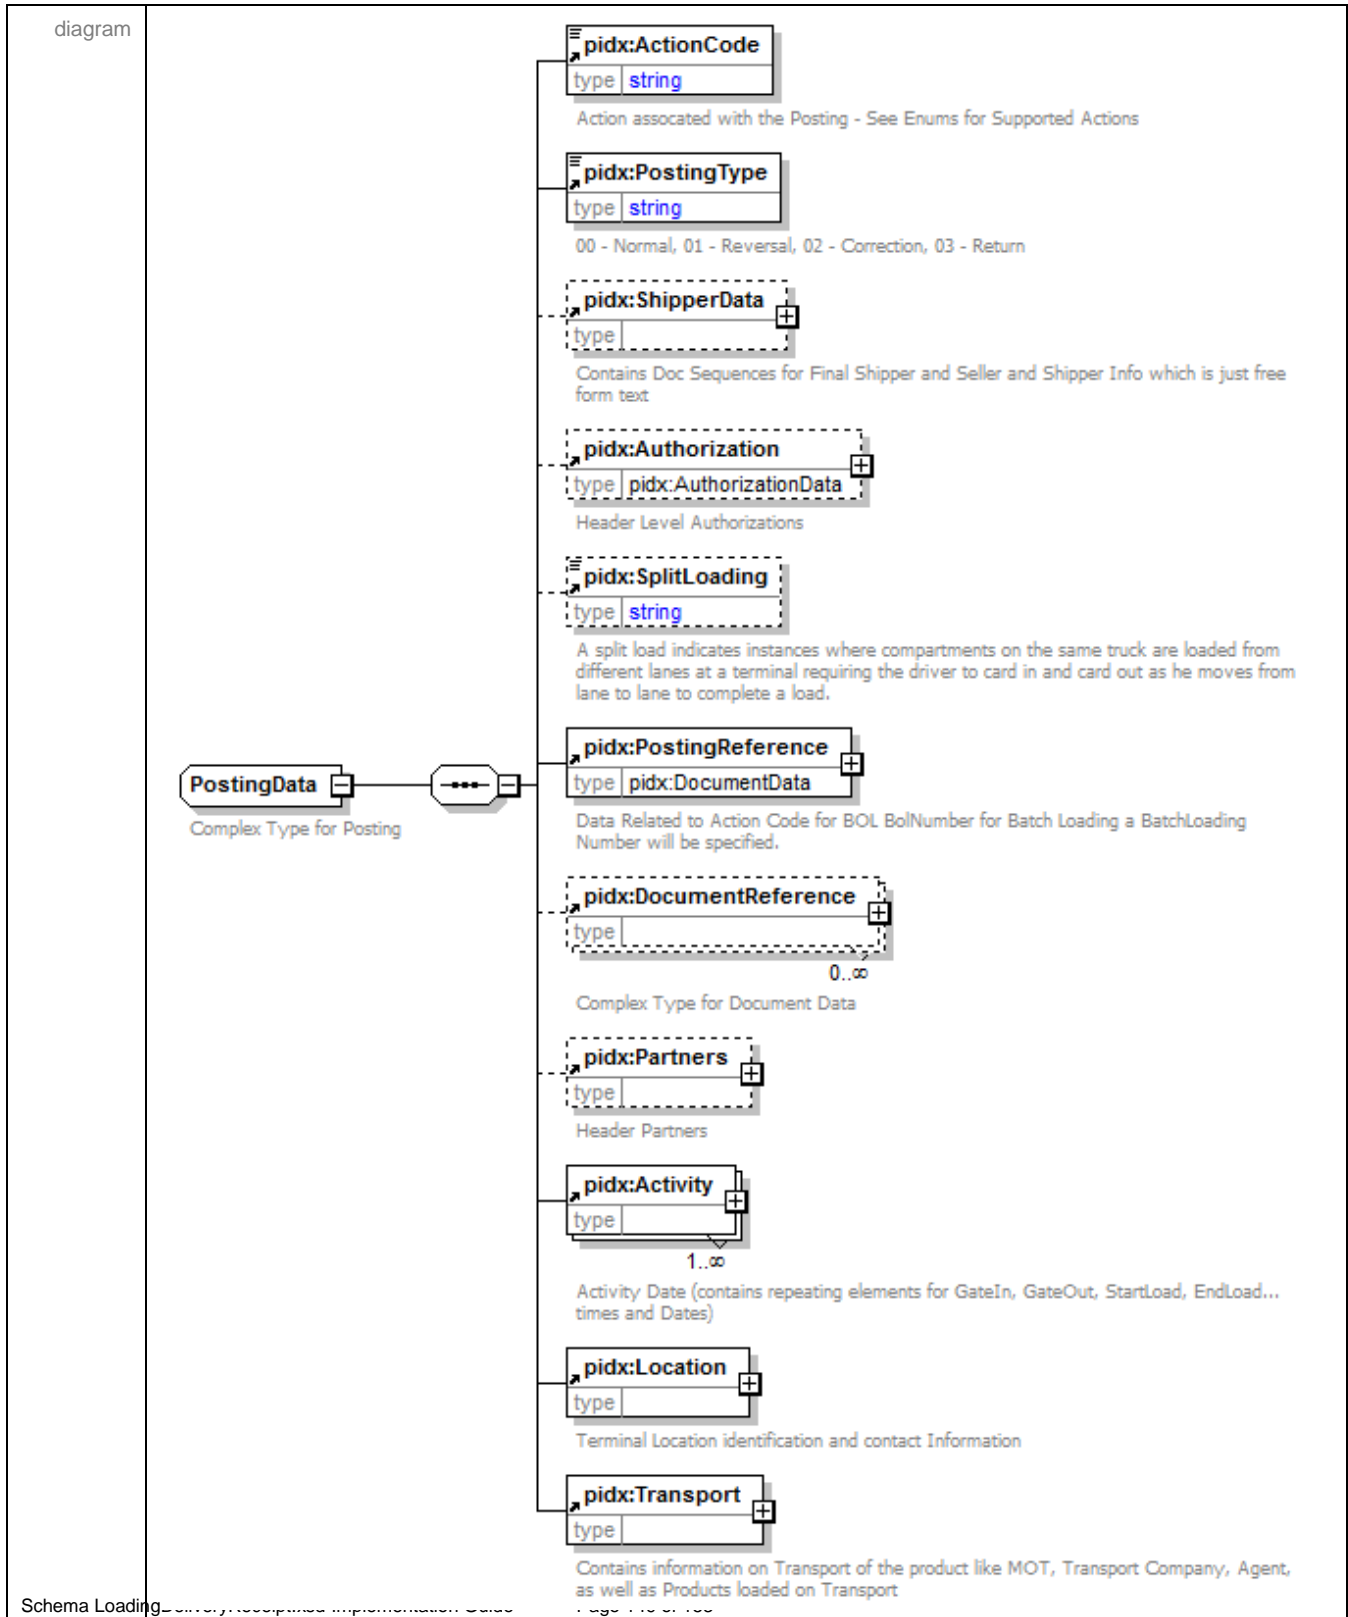 diagram
pidx:ActionCode
type string
Action assocated with the Posting - See Enums for Supported Actions
pidx:PostingType
type string
00 - Normal, 01 - Reversal, 02 - Correction, 03 - Return
pidx:ShipperData
type
Contains Doc Sequences for Final Shipper and Seller and Shipper Info which is just free
form text
pidx:Authorization
type pidx:AuthorizationData
Header Level Authorizations
pidx:SplitLoading
type string
A split load indicates instances where compartments on the same truck are loaded from
different lanes at a terminal requiring the driver to card in and card out as he moves from
lane to lane to complete a load.
PostingData
Complex Type for Posting
pidx:PostingReference
type pidx:DocumentData
Data Related to Action Code for BOL BolNumber for Batch Loading a BatchLoading
Number will be specified.
pidx:DocumentReference
type
0..∞
Complex Type for Document Data
pidx:Partners
type
Header Partners
pidx:Activity
type
1..∞
Activity Date (contains repeating elements for GateIn, GateOut, StartLoad, EndLoad...
times and Dates)
pidx:Location
type
Terminal Location identification and contact Information
pidx:Transport
type
Contains information on Transport of the product like MOT, Transport Company, Agent,
as well as Products loaded on Transport
Schema Loading